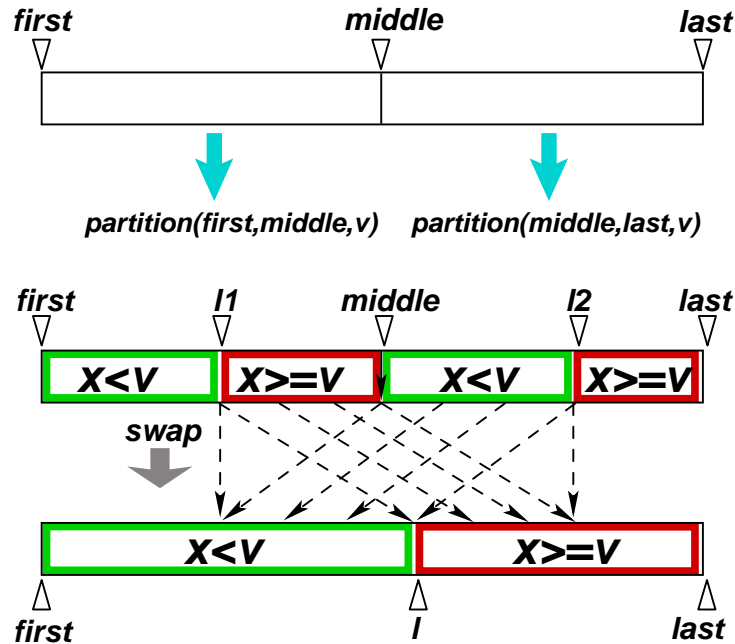 first middle last
partition(first,middle,v) partition(middle,last,v)
first l1 middle l2 last
x<v x>=v x<v x>=v
swap
x<v x>=v
first l last